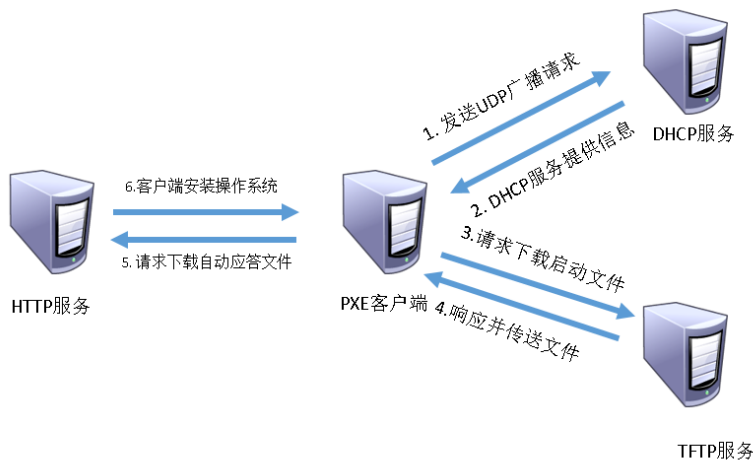 1. 发送UDP广播请求
DHCP服务
2. DHCP服务提供信息
6.客户端安装操作系统
5. 请求下载自动应答文件
HTTP服务
PXE客户端
3.请求下载启动文件
4.响应并传送文件
TFTP服务